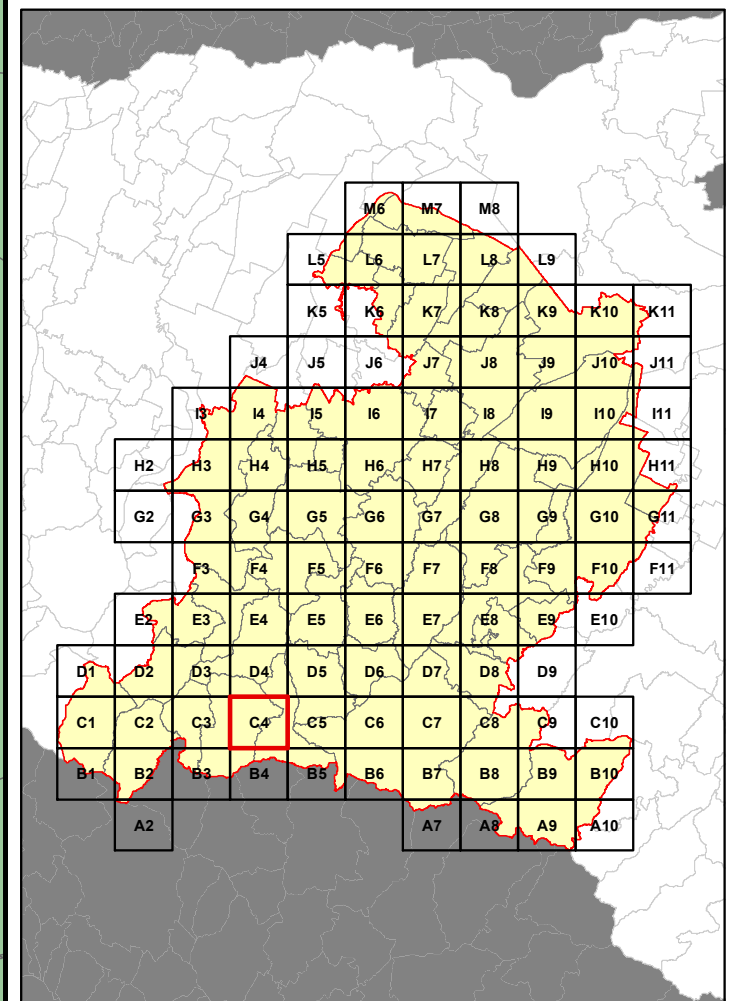 M6 M7 M8
L5 L6 L7 L8 L9
K5 K6 K7 K8 K9 K10 K11
J4 J5 J6 J7 J8 J9 J10 J11
I3 I4 I5 I6 I7 I8 I9 I10 I11
H2 H3 H4 H5 H6 H7 H8 H9 H10 H11
G2 G3 G4 G5 G6 G7 G8 G9 G10 G11
F3 F4 F5 F6 F7 F8 F9 F10 F11
E2 E3 E4 E5 E6 E7 E8 E9 E10
D1 D2 D3 D4 D5 D6 D7 D8 D9
C1 C2 C3 C4 C5 C6 C7 C8 C9 C10
B1 B2 B3 B4 B5 B6 B7 B8 B9 B10
A2 A7 A8 A9 A10